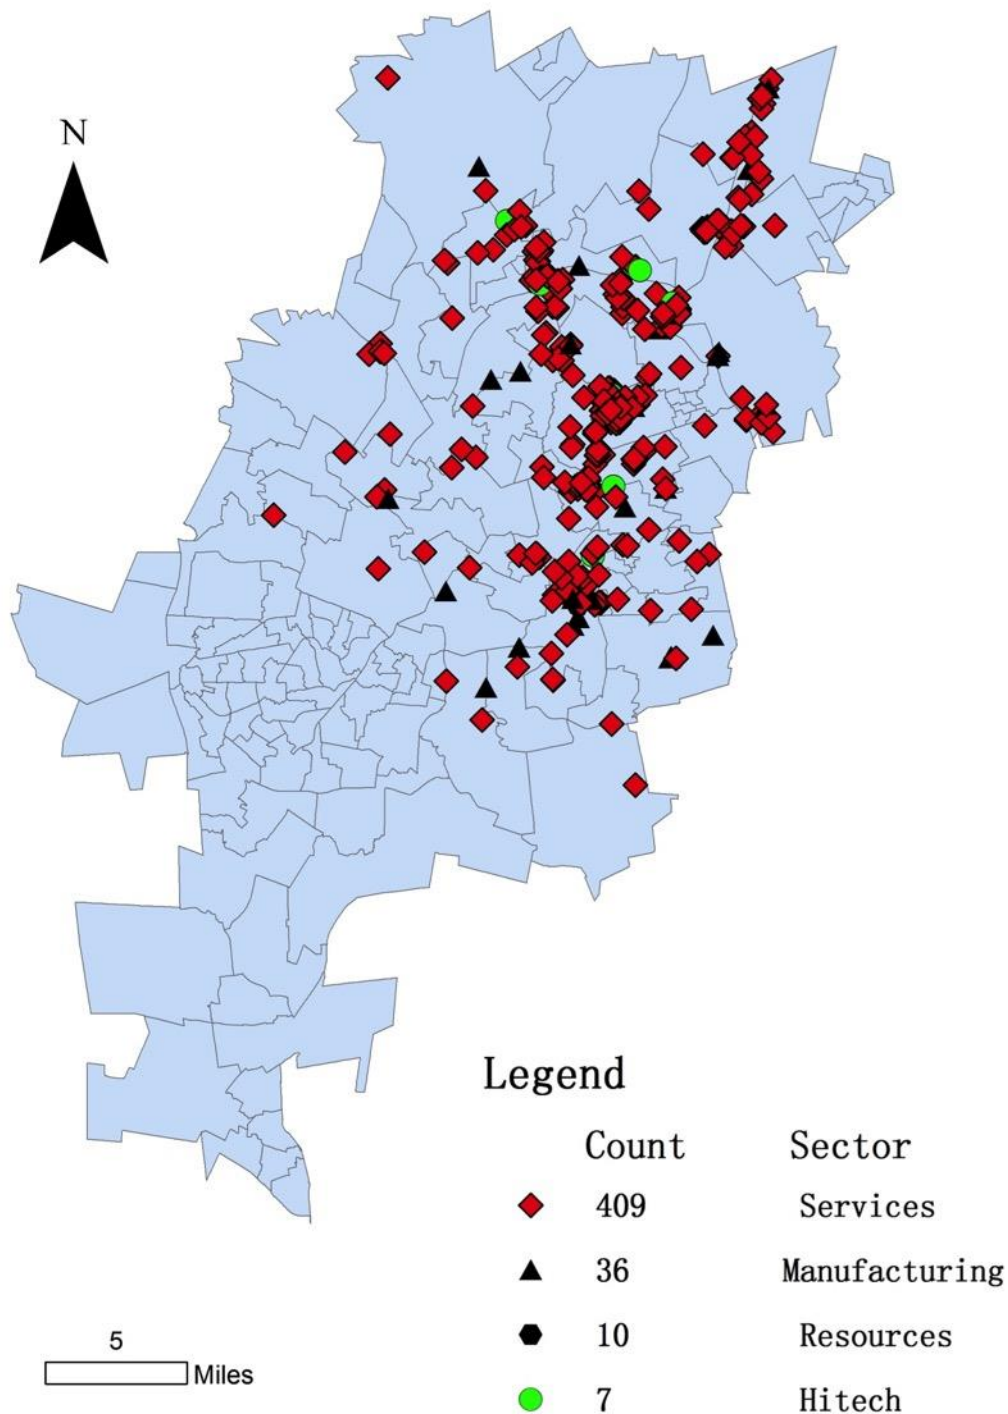 N
Legend
Count Sector
409 Services
36 Manufacturing
10 Resources
7 Hitech
5
Miles